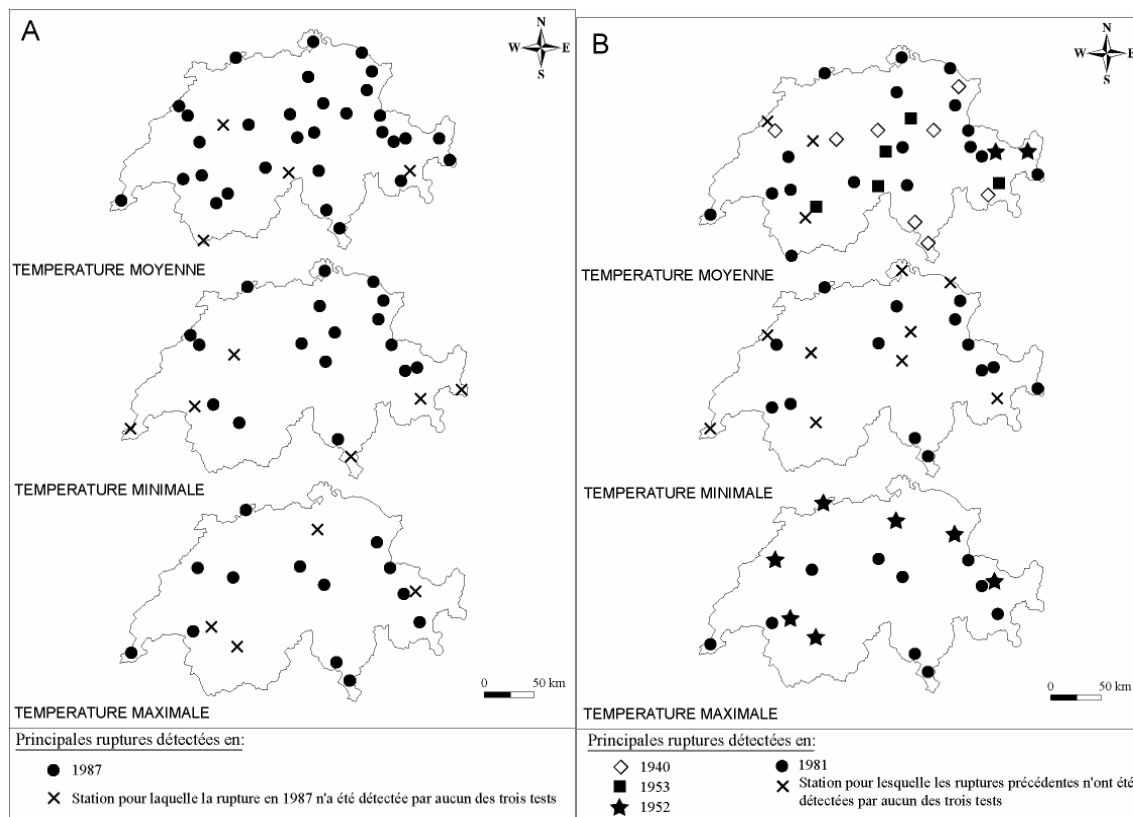 A
N
W E
S
TEMPERATURE MOYENNE
TEMPERATURE MINIMALE
0 50 km
TEMPERATURE MAXIMALE
Principales ruptures détectées en:
1987
Station pour laquelle la rupture en 1987 n'a été détectée par aucun des trois tests
B
N
W E
S
TEMPERATURE MOYENNE
TEMPERATURE MINIMALE
0 50 km
TEMPERATURE MAXIMALE
Principales ruptures détectées en:
1940
1953
1952
1981
Station pour lesquelle les ruptures précédentes n'ont été
détectées par aucun des trois tests